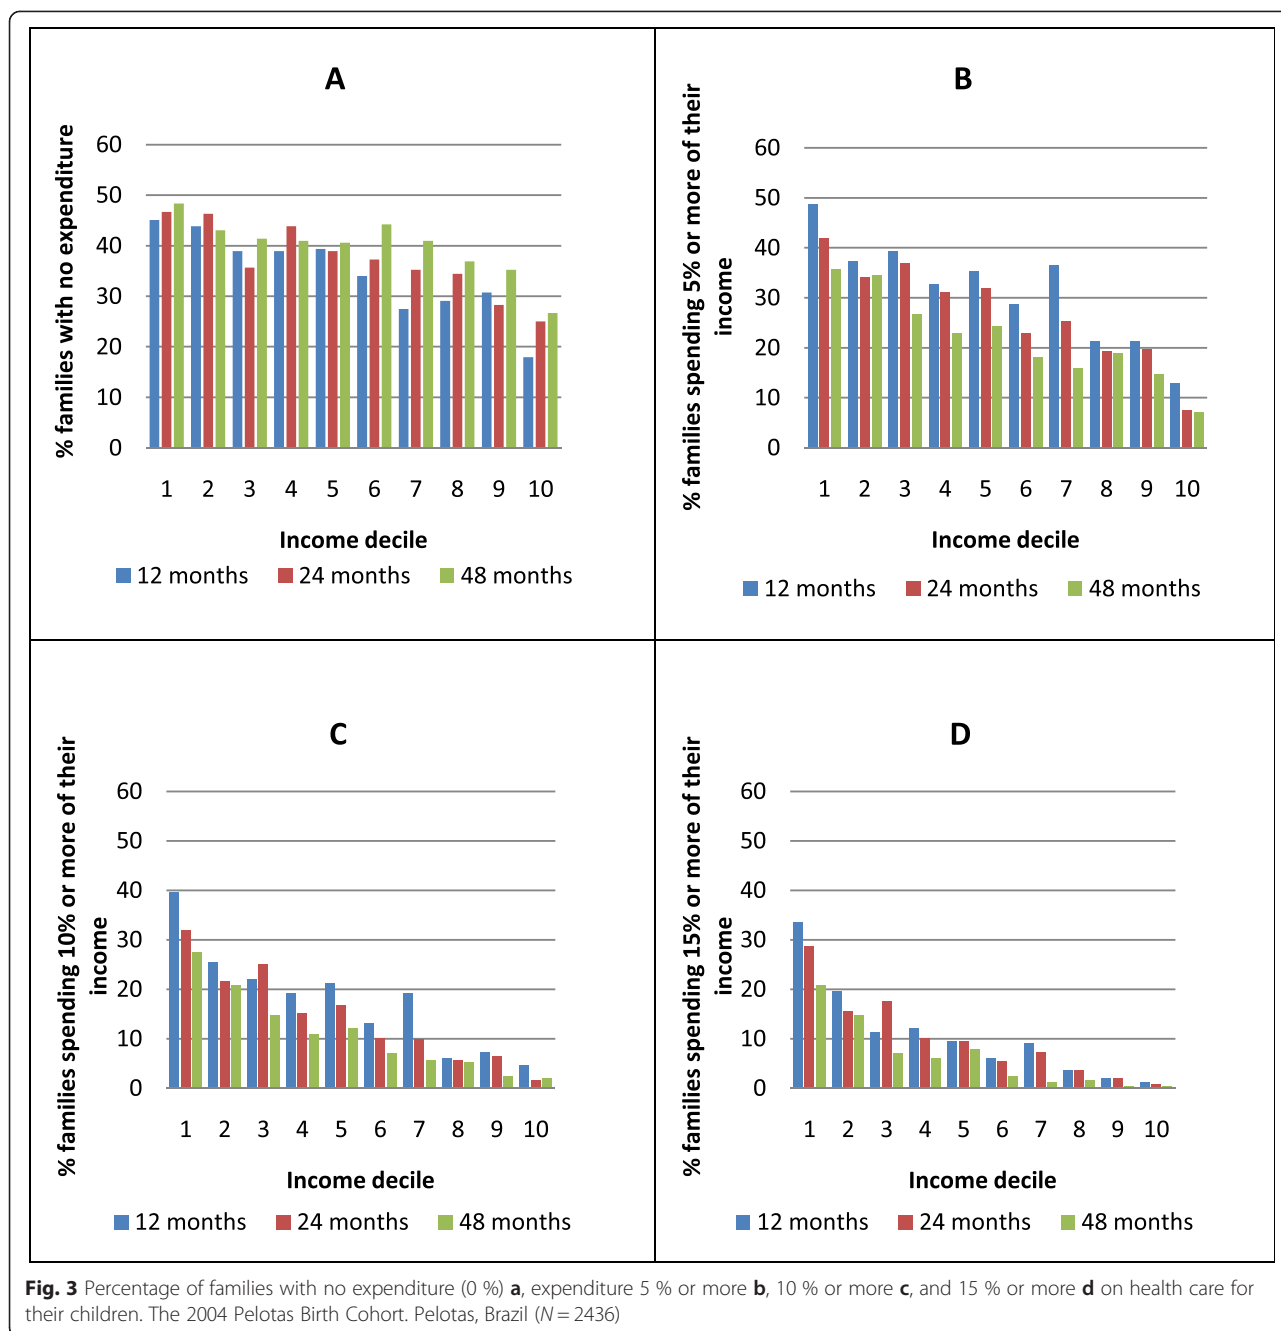 A
% families with no expenditure
60
50
40
30
20
10
0
1 2 3 4 5 6 7 8 9 10
Income decile
12 months 24 months 48 months
B
% families spending 5% or more of their
income
60
50
40
30
20
10
0
1 2 3 4 5 6 7 8 9 10
Income decile
12 months 24 months 48 months
C
% families spending 10% or more of their
income
60
50
40
30
20
10
0
1 2 3 4 5 6 7 8 9 10
Income decile
12 months 24 months 48 months
D
% families spending 15% or more of their
income
60
50
40
30
20
10
0
1 2 3 4 5 6 7 8 9 10
Income decile
12 months 24 months 48 months
Fig. 3 Percentage of families with no expenditure (0 %) a, expenditure 5 % or more b, 10 % or more c, and 15 % or more d on health care for
their children. The 2004 Pelotas Birth Cohort. Pelotas, Brazil (N = 2436)